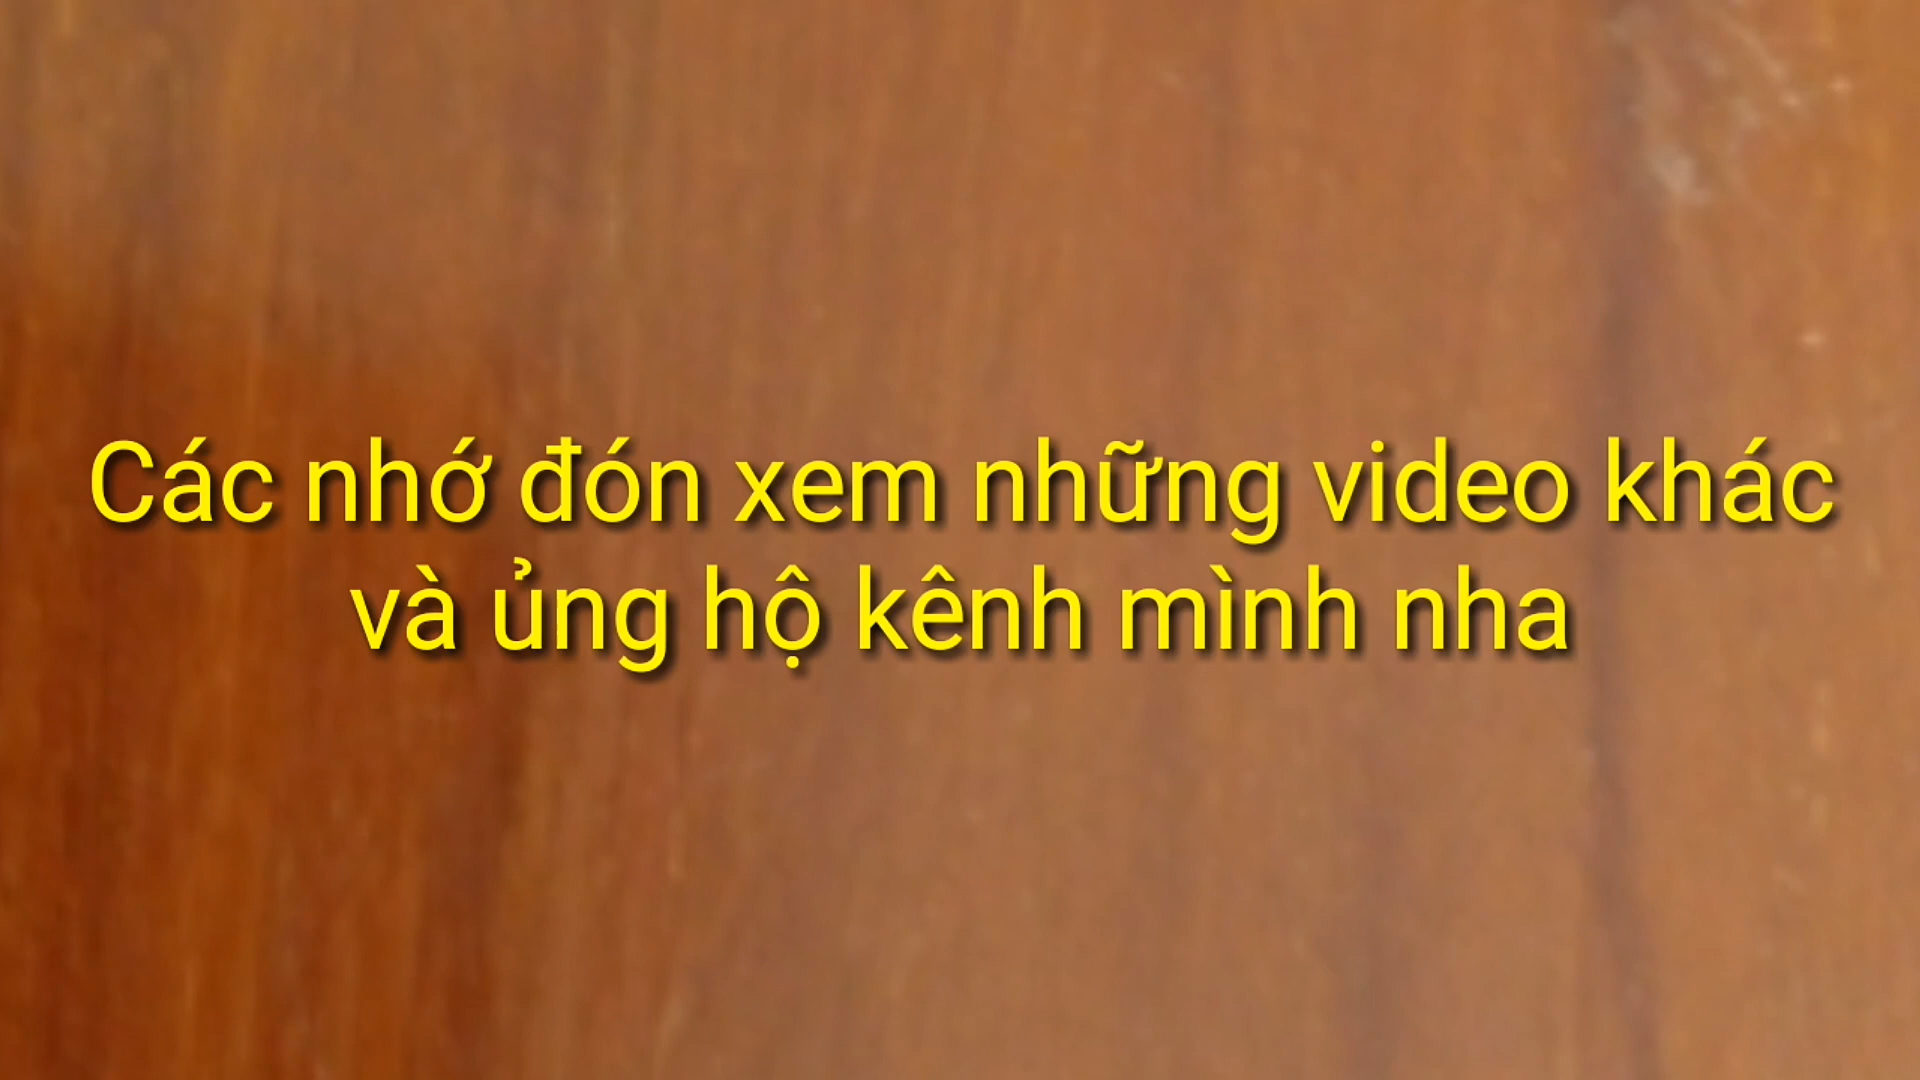 Các nhớ đón xem những video khác
và ủng hộ kênh mình nha